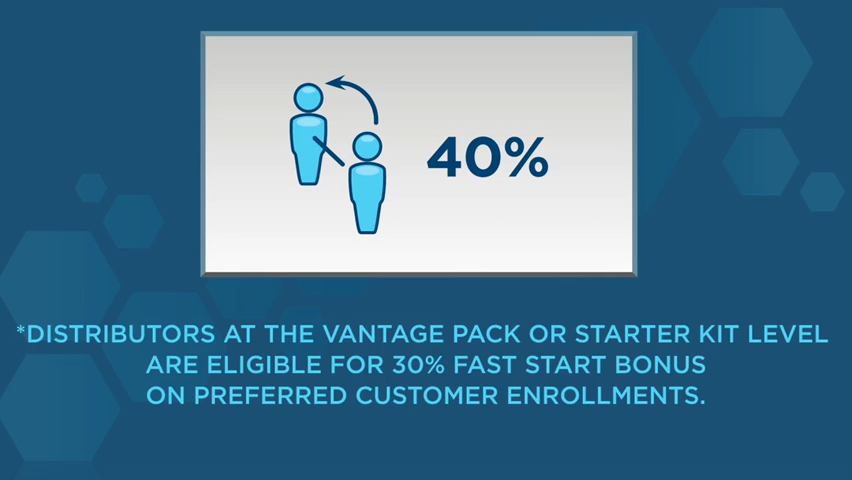 40%
*DISTRIBUTORS AT THE VANTAGE PACK OR STARTER KIT LEVEL
ARE ELIGIBLE FOR 30% FAST START BONUS
ON PREFERRED CUSTOMER ENROLLMENTS.